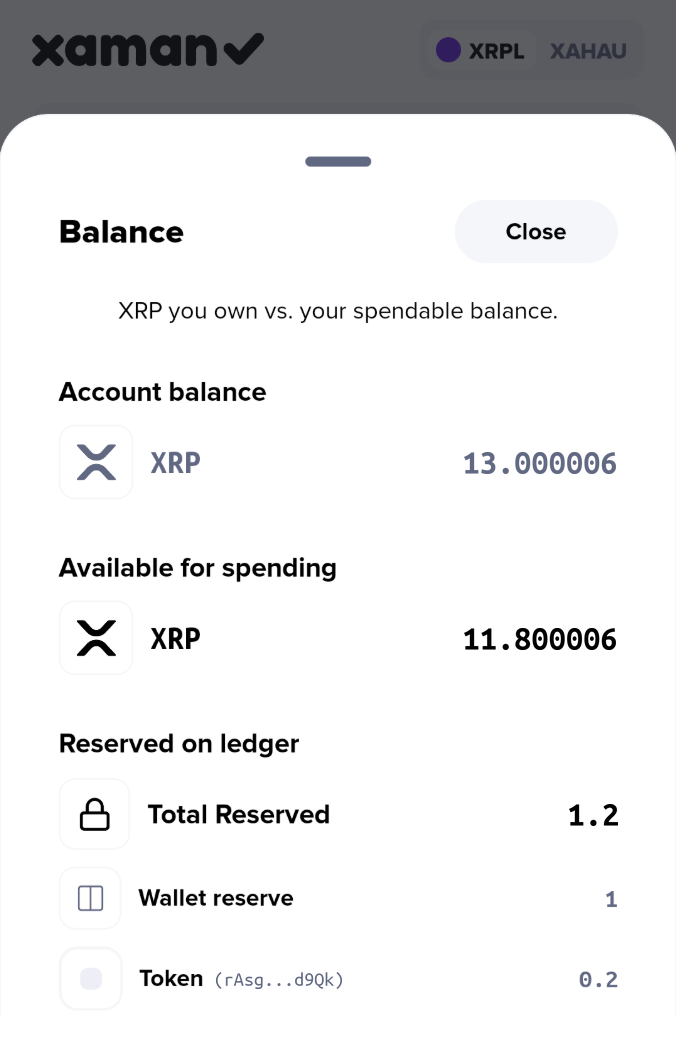 xaman
XRPL XAHAU
Balance
Close
XRP you own vs. your spendable balance.
Account balance
XRP 13.000006
Available for spending
XRP 11.800006
Reserved on ledger
Total Reserved 1.2
Wallet reserve 1
Token (rAsg...d9Qk) 0.2